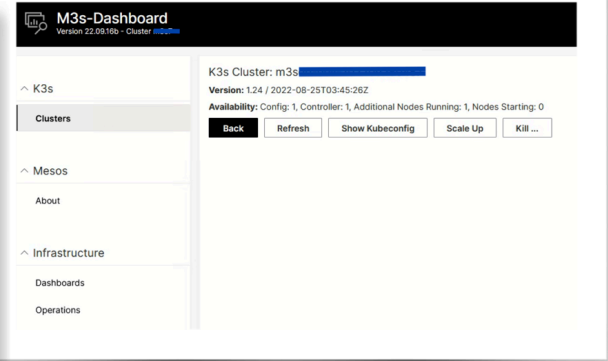 M3s-Dashboard
Version 22.09.16b - Cluster
K3s
Clusters
Mesos
About
Infrastructure
Dashboards
Operations
K3s Cluster: m3s
Version: 1.24 / 2022-08-25T03:45:26Z
Availability: Config: 1, Controller: 1, Additional Nodes Running: 1, Nodes Starting: 0
Back Refresh Show Kubeconfig Scale Up Kill ...